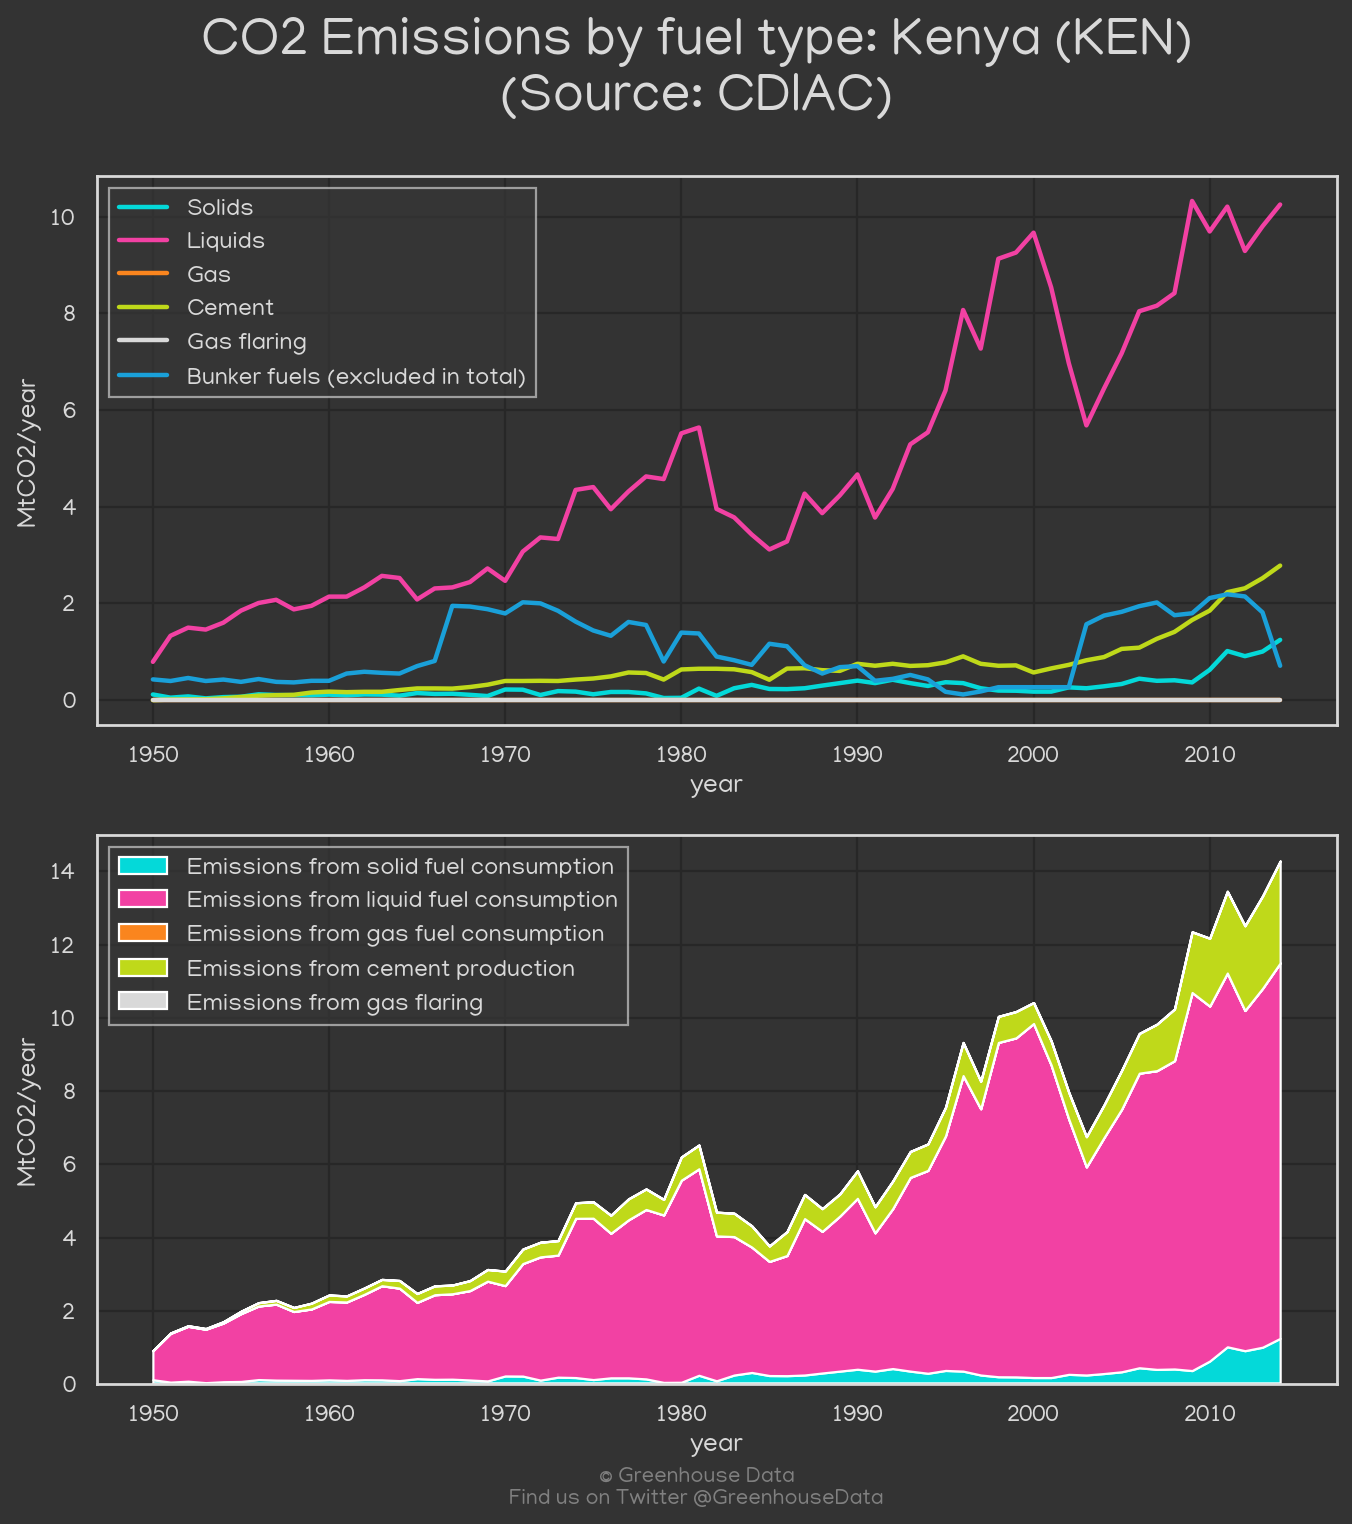 CO2 Emissions by fuel type: Kenya (KEN)
(Source: CDIAC)
Solids
Liquids
Gas
Cement
Gas flaring
Bunker fuels (excluded in total)
MtCO2/year
10
8
6
4
2
0
1950 1960 1970 1980 1990 2000 2010
year
Emissions from solid fuel consumption
Emissions from liquid fuel consumption
Emissions from gas fuel consumption
Emissions from cement production
Emissions from gas flaring
MtCO2/year
14
12
10
8
6
4
2
0
1950 1960 1970 1980 1990 2000 2010
year
© Greenhouse Data
Find us on Twitter @GreenhouseData